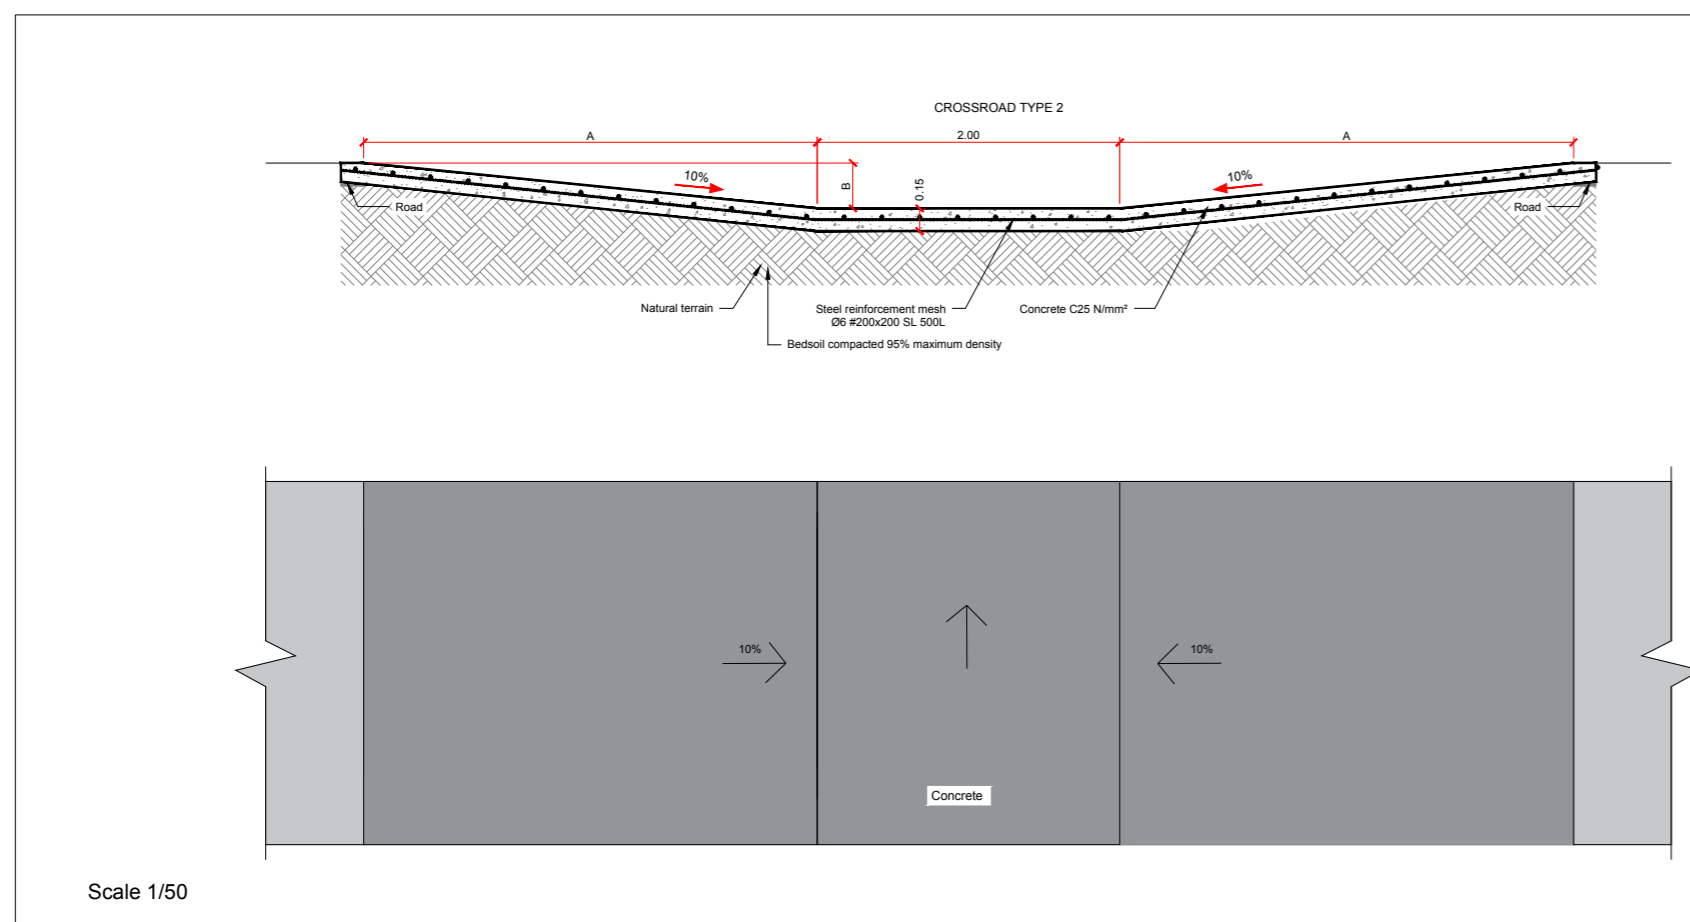 CROSSROAD TYPE 2
A
2.00
A
10%
B
0.15
10%
Road
Road
Natural terrain
Steel reinforcement mesh
Ø6 #200x200 SL 500L
Concrete C25 N/mm²
Bedsoil compacted 95% maximum density
10%
10%
Concrete
Scale 1/50